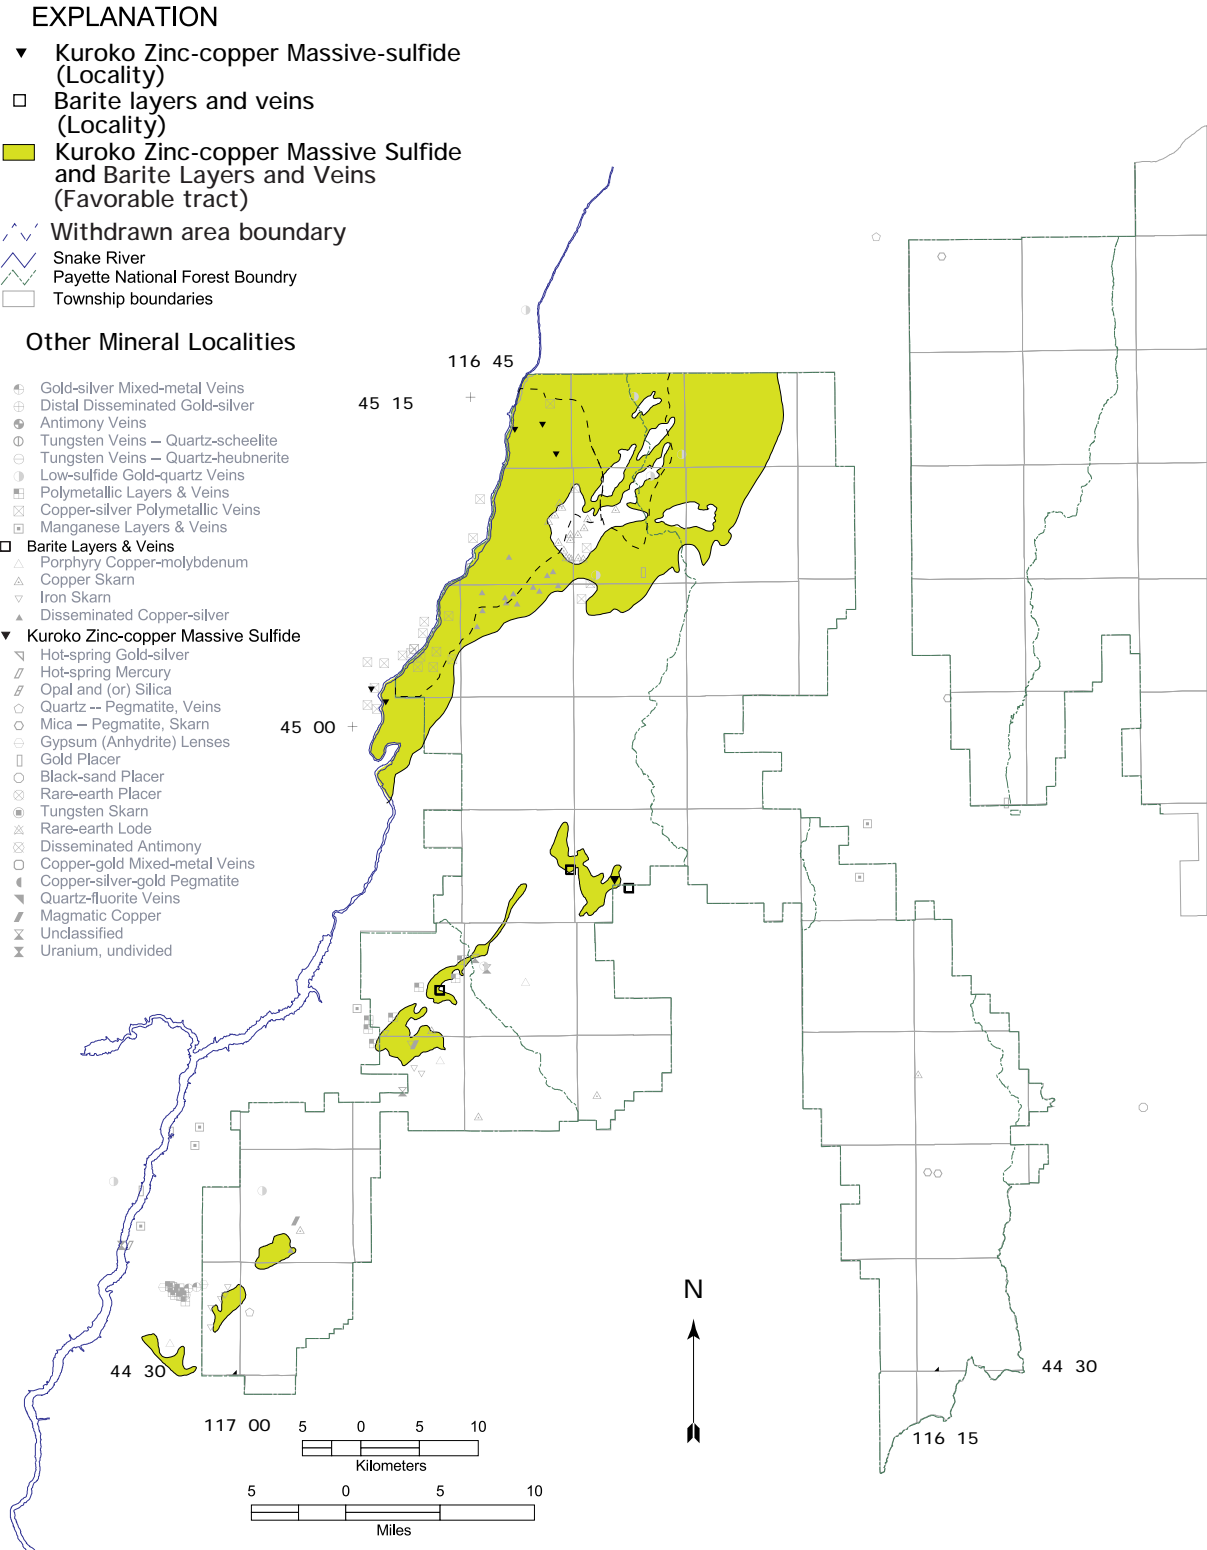 EXPLANATION
Kuroko Zinc-copper Massive-sulfide
(Locality)
Barite layers and veins
(Locality)
Kuroko Zinc-copper Massive Sulfide
and Barite Layers and Veins
(Favorable tract)
Withdrawn area boundary
Snake River
Payette National Forest Boundry
Township boundaries
Other Mineral Localities
Gold-silver Mixed-metal Veins
Distal Disseminated Gold-silver
Antimony Veins
Tungsten Veins – Quartz-scheelite
Tungsten Veins – Quartz-heubnerite
Low-sulfide Gold-quartz Veins
Polymetallic Layers & Veins
Copper-silver Polymetallic Veins
Manganese Layers & Veins
Barite Layers & Veins
Porphyry Copper-molybdenum
Copper Skarn
Iron Skarn
Disseminated Copper-silver
Kuroko Zinc-copper Massive Sulfide
Hot-spring Gold-silver
Hot-spring Mercury
Opal and (or) Silica
Quartz -- Pegmatite, Veins
Mica – Pegmatite, Skarn
Gypsum (Anhydrite) Lenses
Gold Placer
Black-sand Placer
Rare-earth Placer
Tungsten Skarn
Rare-earth Lode
Disseminated Antimony
Copper-gold Mixed-metal Veins
Copper-silver-gold Pegmatite
Quartz-fluorite Veins
Magmatic Copper
Unclassified
Uranium, undivided
116 45
45 15
45 00
N
44 30
44 30
117 00
116 15
5 0 5 10
Kilometers
5 0 5 10
Miles